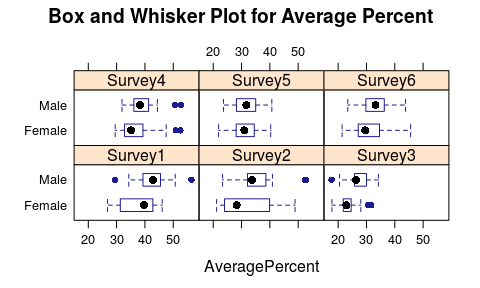 Box and Whisker Plot for Average Percent
20 30 40 50
Survey4 Survey5 Survey6
Male
Female
Survey1 Survey2 Survey3
Male
Female
20 30 40 50 20 30 40 50
AveragePercent